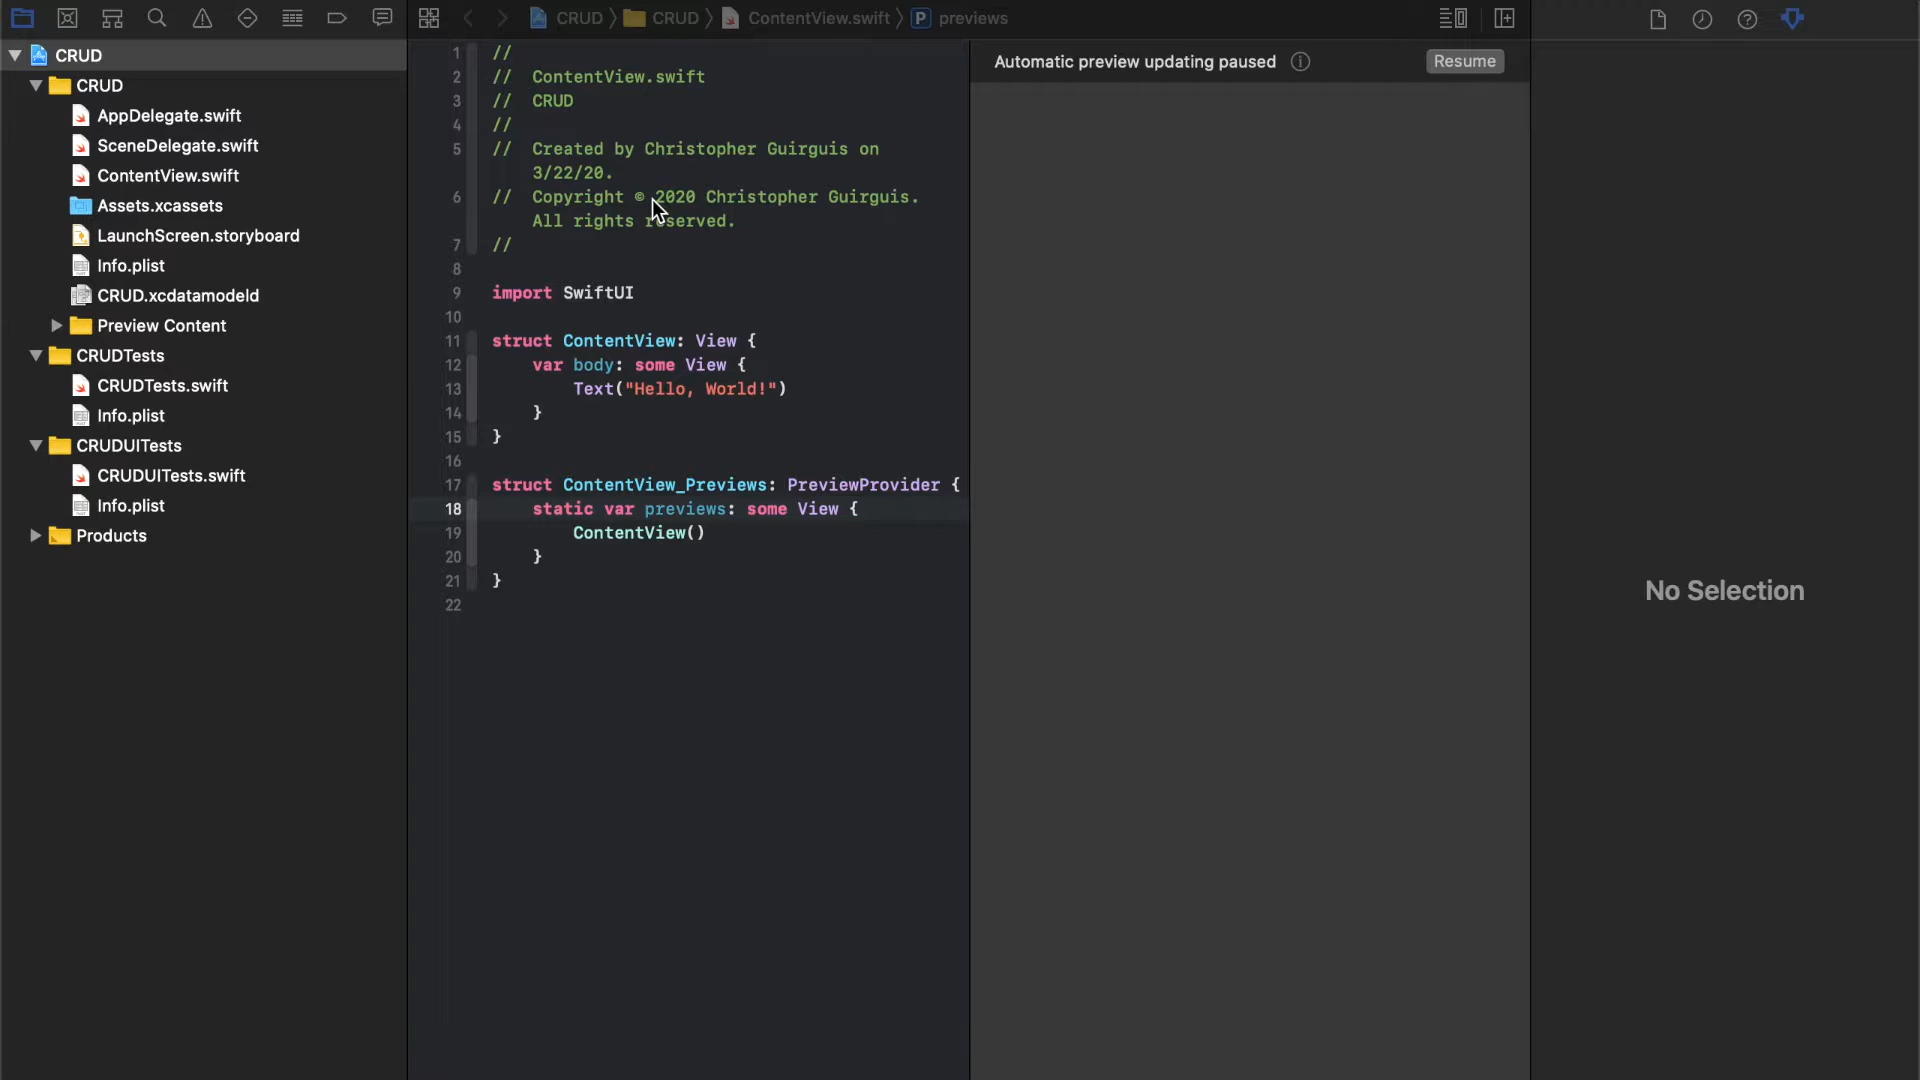 CRUD
CRUD
AppDelegate.swift
SceneDelegate.swift
ContentView.swift
Assets.xcassets
LaunchScreen.storyboard
Info.plist
CRUD.xcdatamodeld
Preview Content
CRUDTests
CRUDTests.swift
Info.plist
CRUDUITests
CRUDUITests.swift
Info.plist
Products
CRUD CRUD ContentView.swift P previews
1 //
2 // ContentView.swift
3 // CRUD
4 //
5 // Created by Christopher Guirguis on
3/22/20.
6 // Copyright © 2020 Christopher Guirguis.
All rights reserved.
7 //
8
9 import SwiftUI
10
11 struct ContentView: View {
12 var body: some View {
13 Text("Hello, World!")
14 }
15 }
16
17 struct ContentView_Previews: PreviewProvider {
18 static var previews: some View {
19 ContentView()
20 }
21 }
22
Automatic preview updating paused
Resume
No Selection